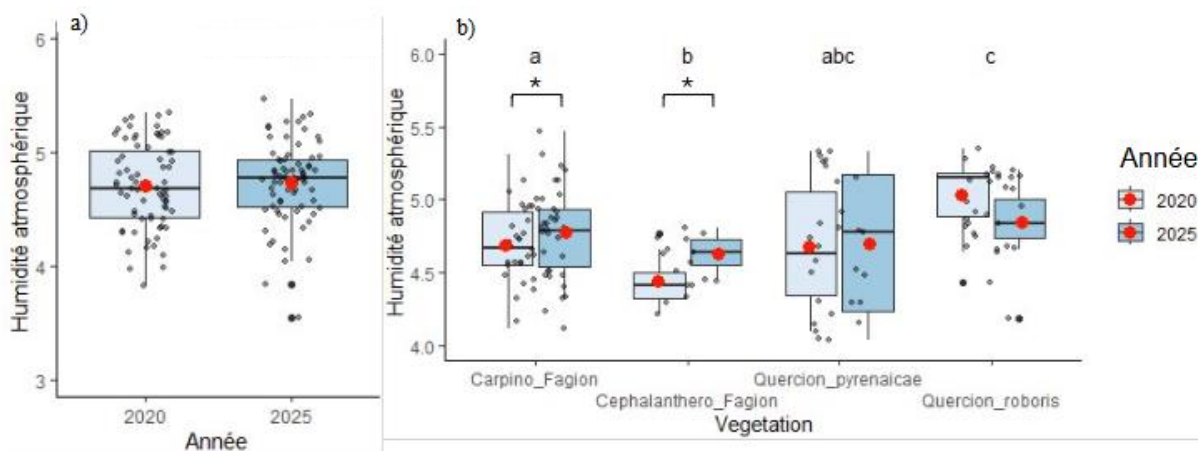 a)
Humidité atmosphérique
6
5
4
3
2020 2025
Année
b)
Humidité atmosphérique
6.0
5.5
5.0
4.5
4.0
a b abc c
* *
Carpino_Fagion Quercion_pyrenaicae
Cephalanthero_Fagion Quercion_roboris
Vegetation
Année
2020
2025